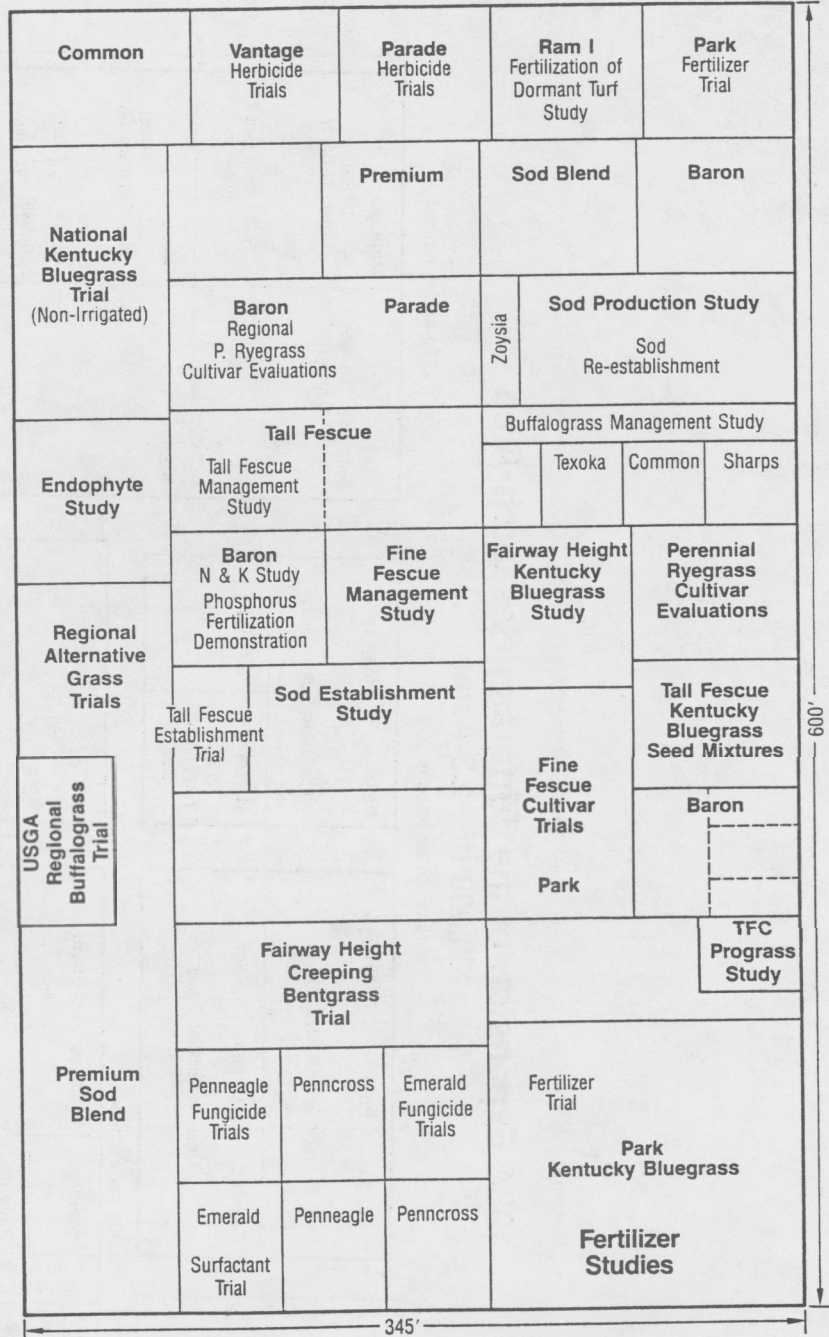 Common
Vantage
Herbicide
Trials
Parade
Herbicide
Trials
Ram I
Fertilization of
Dormant Turf
Study
Park
Fertilizer
Trial
National
Kentucky
Bluegrass
Trial
(Non-Irrigated)
Premium
Sod Blend
Baron
Baron
Regional
P. Ryegrass
Cultivar Evaluations
Parade
Zoysia
Sod Production Study
Sod
Re-establishment
Endophyte
Study
Tall Fescue
Tall Fescue
Management
Study
Buffalograss Management Study
Texoka
Common
Sharps
Baron
N & K Study
Phosphorus
Fertilization
Demonstration
Fine
Fescue
Management
Study
Fairway Height
Kentucky
Bluegrass
Study
Perennial
Ryegrass
Cultivar
Evaluations
Regional
Alternative
Grass
Trials
Tall Fescue
Establishment
Trial
Sod Establishment
Study
Fine
Fescue
Cultivar
Trials
Park
Tall Fescue
Kentucky
Bluegrass
Seed Mixtures
600'
USGA
Regional
Buffalograss
Trial
Baron
Fairway Height
Creeping
Bentgrass
Trial
TFC
Prograss
Study
Premium
Sod
Blend
Penneagle
Fungicide
Trials
Penncross
Emerald
Fungicide
Trials
Fertilizer
Trial
Park
Kentucky Bluegrass
Emerald
Surfactant
Trial
Penneagle
Penncross
Fertilizer
Studies
345'